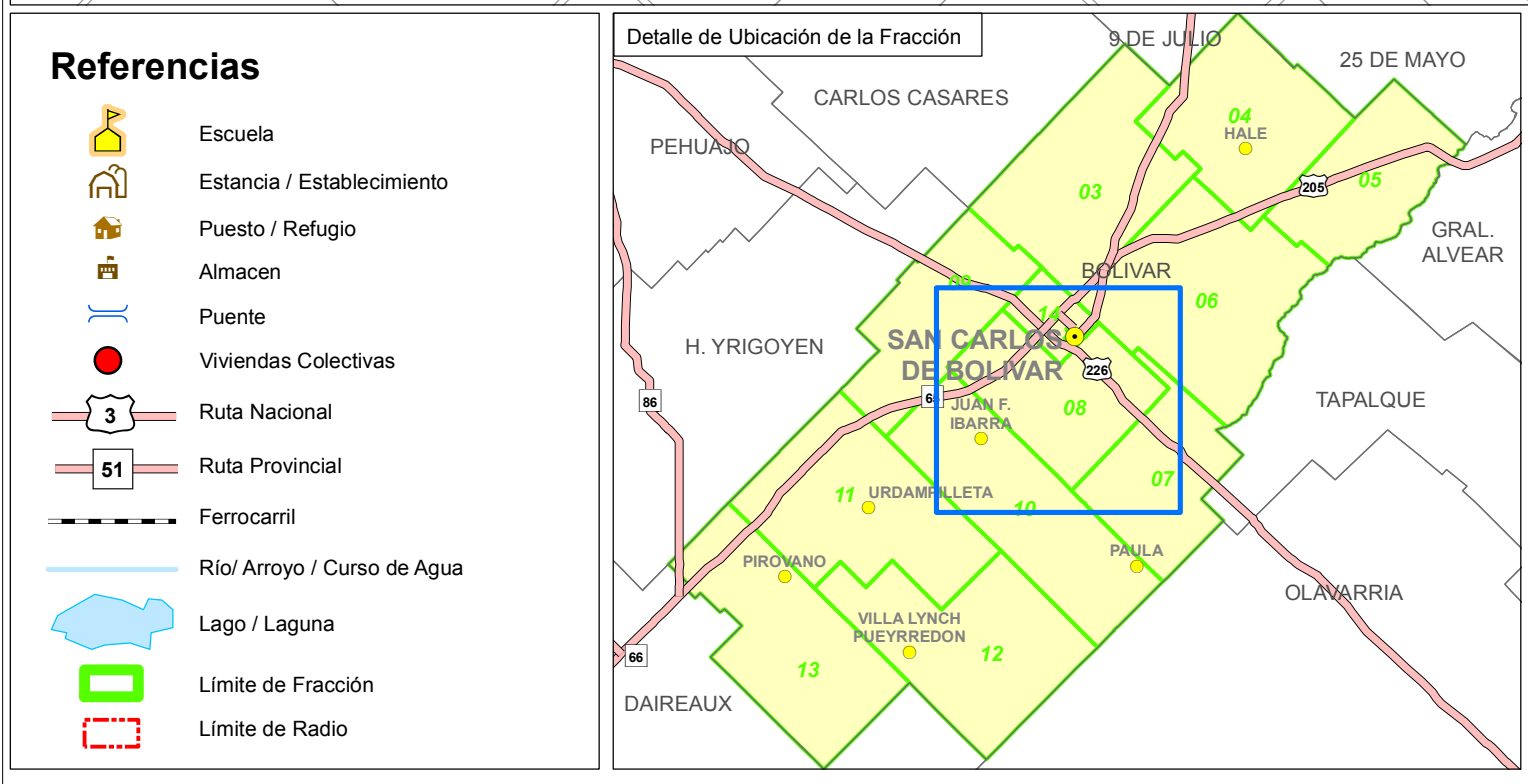 Referencias
Escuela
Estancia / Establecimiento
Puesto / Refugio
Almacen
Puente
Viviendas Colectivas
3
Ruta Nacional
51
Ruta Provincial
Ferrocarril
Río/ Arroyo / Curso de Agua
Lago / Laguna
Límite de Fracción
Límite de Radio
Detalle de Ubicación de la Fracción
9 DE JULIO
25 DE MAYO
CARLOS CASARES
04
HALE
PEHUAJO
03
205
05
GRAL.
ALVEAR
BOLIVAR
09
06
14
H. YRIGOYEN
SAN CARLOS
DE BOLIVAR
226
86
65
JUAN F.
IBARRA
08
TAPALQUE
07
11
URDAMPILLETA
10
PAULA
PIROVANO
OLAVARRIA
VILLA LYNCH
PUEYRREDON
12
13
66
DAIREAUX